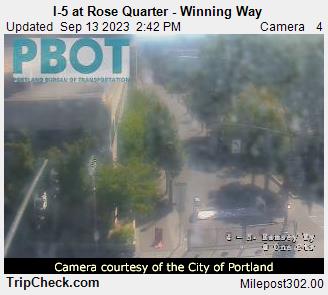 I-5 at Rose Quarter - Winning Way
Updated Sep 13 2023 2:42 PM Camera 4
PBOT
PORTLAND BUREAU OF TRANSPORTATION
Camera courtesy of the City of Portland
TripCheck.com Milepost302.00